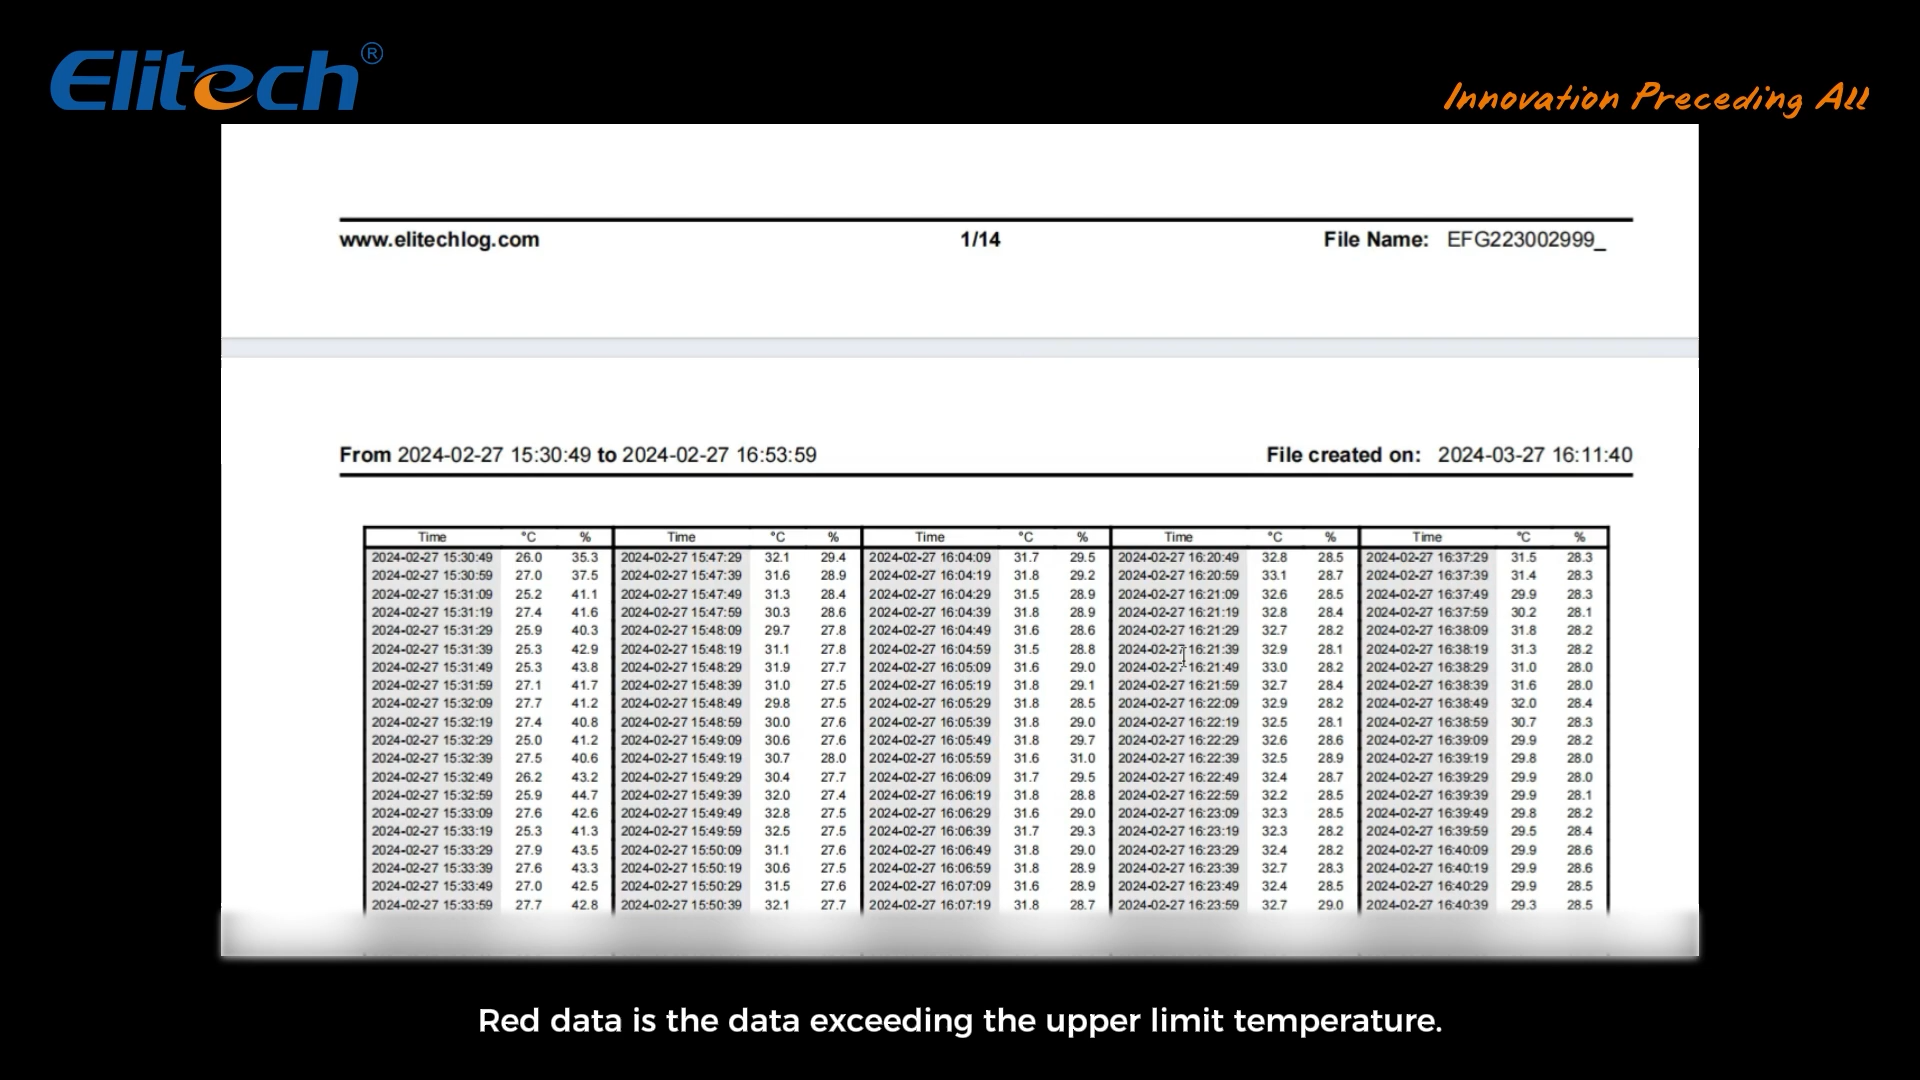 Elitech®
Innovation Preceding All
www.elitechlog.com 1/14 File Name: EFG223002999_
From 2024-02-27 15:30:49 to 2024-02-27 16:53:59 File created on: 2024-03-27 16:11:40
Time °C % Time °C % Time °C % Time °C % Time °C %
2024-02-27 15:30:49 26.0 35.3 2024-02-27 15:47:29 32.1 29.4 2024-02-27 16:04:09 31.7 29.5 2024-02-27 16:20:49 32.8 28.5 2024-02-27 16:37:29 31.5 28.3
2024-02-27 15:30:59 27.0 37.5 2024-02-27 15:47:39 31.6 28.9 2024-02-27 16:04:19 31.8 29.2 2024-02-27 16:20:59 33.1 28.7 2024-02-27 16:37:39 31.4 28.3
2024-02-27 15:31:09 25.2 41.1 2024-02-27 15:47:49 31.3 28.4 2024-02-27 16:04:29 31.5 28.9 2024-02-27 16:21:09 32.6 28.5 2024-02-27 16:37:49 29.9 28.3
2024-02-27 15:31:19 27.4 41.6 2024-02-27 15:47:59 30.3 28.6 2024-02-27 16:04:39 31.8 28.9 2024-02-27 16:21:19 32.8 28.4 2024-02-27 16:37:59 30.2 28.1
2024-02-27 15:31:29 25.9 40.3 2024-02-27 15:48:09 29.7 27.8 2024-02-27 16:04:49 31.6 28.6 2024-02-27 16:21:29 32.7 28.2 2024-02-27 16:38:09 31.8 28.2
2024-02-27 15:31:39 25.3 42.9 2024-02-27 15:48:19 31.1 27.8 2024-02-27 16:04:59 31.5 28.8 2024-02-27 16:21:39 32.9 28.1 2024-02-27 16:38:19 31.3 28.2
2024-02-27 15:31:49 25.3 43.8 2024-02-27 15:48:29 31.9 27.7 2024-02-27 16:05:09 31.6 29.0 2024-02-27 16:21:49 33.0 28.2 2024-02-27 16:38:29 31.0 28.0
2024-02-27 15:31:59 27.1 41.7 2024-02-27 15:48:39 31.0 27.5 2024-02-27 16:05:19 31.8 29.1 2024-02-27 16:21:59 32.7 28.4 2024-02-27 16:38:39 31.6 28.0
2024-02-27 15:32:09 27.7 41.2 2024-02-27 15:48:49 29.8 27.5 2024-02-27 16:05:29 31.8 28.5 2024-02-27 16:22:09 32.9 28.2 2024-02-27 16:38:49 32.0 28.4
2024-02-27 15:32:19 27.4 40.8 2024-02-27 15:48:59 30.0 27.6 2024-02-27 16:05:39 31.8 29.0 2024-02-27 16:22:19 32.5 28.1 2024-02-27 16:38:59 30.7 28.3
2024-02-27 15:32:29 25.0 41.2 2024-02-27 15:49:09 30.6 27.6 2024-02-27 16:05:49 31.8 29.7 2024-02-27 16:22:29 32.6 28.6 2024-02-27 16:39:09 29.9 28.2
2024-02-27 15:32:39 27.5 40.6 2024-02-27 15:49:19 30.7 28.0 2024-02-27 16:05:59 31.6 31.0 2024-02-27 16:22:39 32.5 28.9 2024-02-27 16:39:19 29.8 28.0
2024-02-27 15:32:49 26.2 43.2 2024-02-27 15:49:29 30.4 27.7 2024-02-27 16:06:09 31.7 29.5 2024-02-27 16:22:49 32.4 28.7 2024-02-27 16:39:29 29.9 28.0
2024-02-27 15:32:59 25.9 44.7 2024-02-27 15:49:39 32.0 27.4 2024-02-27 16:06:19 31.8 28.8 2024-02-27 16:22:59 32.2 28.5 2024-02-27 16:39:39 29.9 28.1
2024-02-27 15:33:09 27.6 42.6 2024-02-27 15:49:49 32.8 27.5 2024-02-27 16:06:29 31.6 29.0 2024-02-27 16:23:09 32.3 28.5 2024-02-27 16:39:49 29.8 28.2
2024-02-27 15:33:19 25.3 41.3 2024-02-27 15:49:59 32.5 27.5 2024-02-27 16:06:39 31.7 29.3 2024-02-27 16:23:19 32.3 28.2 2024-02-27 16:39:59 29.5 28.4
2024-02-27 15:33:29 27.9 43.5 2024-02-27 15:50:09 31.1 27.6 2024-02-27 16:06:49 31.8 29.0 2024-02-27 16:23:29 32.4 28.2 2024-02-27 16:40:09 29.9 28.6
2024-02-27 15:33:39 27.6 43.3 2024-02-27 15:50:19 30.6 27.5 2024-02-27 16:06:59 31.8 28.9 2024-02-27 16:23:39 32.7 28.3 2024-02-27 16:40:19 29.9 28.6
2024-02-27 15:33:49 27.0 42.5 2024-02-27 15:50:29 31.5 27.6 2024-02-27 16:07:09 31.6 28.9 2024-02-27 16:23:49 32.4 28.5 2024-02-27 16:40:29 29.9 28.5
2024-02-27 15:33:59 27.7 42.8 2024-02-27 15:50:39 32.1 27.7 2024-02-27 16:07:19 31.8 28.7 2024-02-27 16:23:59 32.7 29.0 2024-02-27 16:40:39 29.3 28.5
Red data is the data exceeding the upper limit temperature.